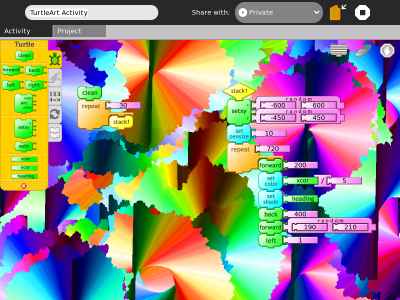 TurtleArt Activity
Share with:
Private
Activity
Project
Turtle
clean
forward back
left right
arc
setxy
seth
xcor
ycor
heading
clean
repeat 30
stack1
stack1
setxy
random
-600 600
random
-450 450
set pensize 10
repeat 720
forward 200
set color xcor / 5
set shade heading
back 400
forward
random
190 210
left 1